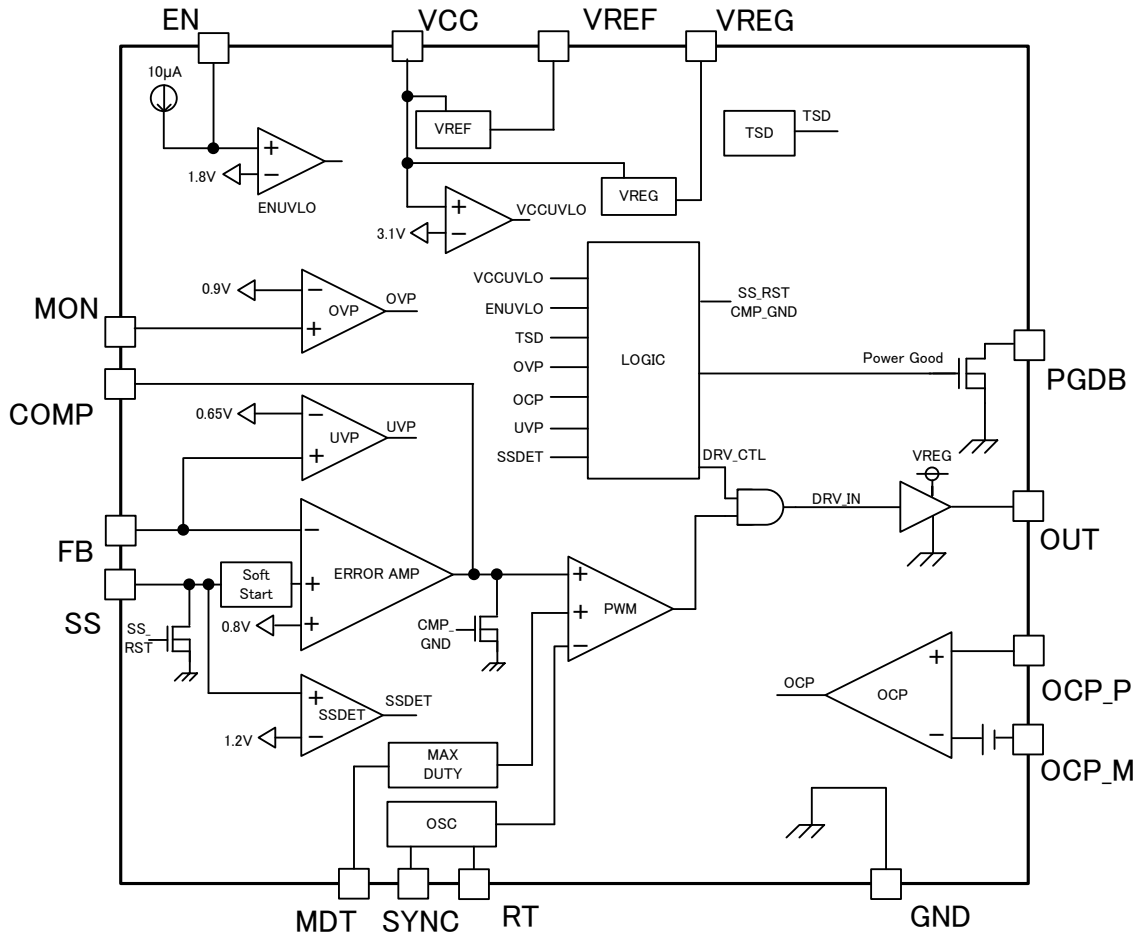 EN
VCC
VREF
VREG
10μA
VREF
TSD
TSD
+
−
1.8V
ENUVLO
VREG
+
−
3.1V
VCCUVLO
MON
0.9V
−
+
OVP
OVP
VCCUVLO
ENUVLO
TSD
OVP
OCP
UVP
SSDET
LOGIC
SS_RST
CMP_GND
Power Good
PGDB
COMP
0.65V
−
+
UVP
UVP
DRV_CTL
VREG
DRV_IN
OUT
FB
SS
−
+
+
ERROR AMP
Soft
Start
0.8V
SS_
RST
CMP_
GND
+
+
−
PWM
+
−
SSDET
SSDET
1.2V
OCP
OCP
+
−
OCP_P
OCP_M
MAX
DUTY
OSC
MDT
SYNC
RT
GND